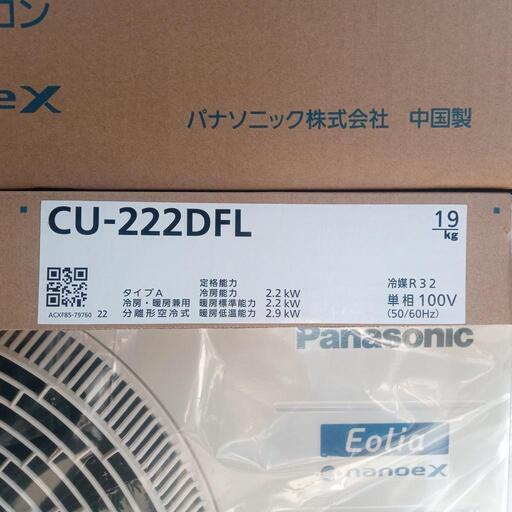 コン
eX
パナソニック株式会社 中国製
CU-222DFL
19
kg
定格能力
タイプA 冷房能力 2.2 kW
冷房・暖房兼用 暖房標準能力 2.2 kW
分離形空冷式 暖房低温能力 2.9 kW
冷媒R32
単相100V
(50/60Hz)
ACXF85-79760 22
Panasonic
Eolia
nanoeX